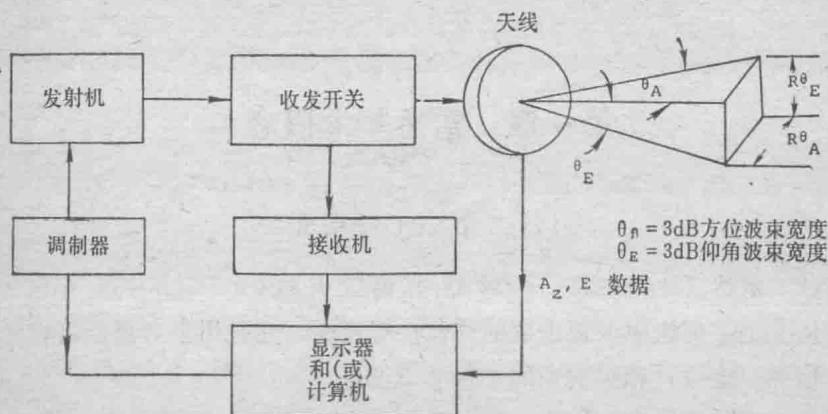 天线
发射机
收发开关
θA
RθE
RθA
θE
调制器
接收机
θA = 3dB方位波束宽度
θE = 3dB仰角波束宽度
Az, E 数据
显示器
和(或)
计算机